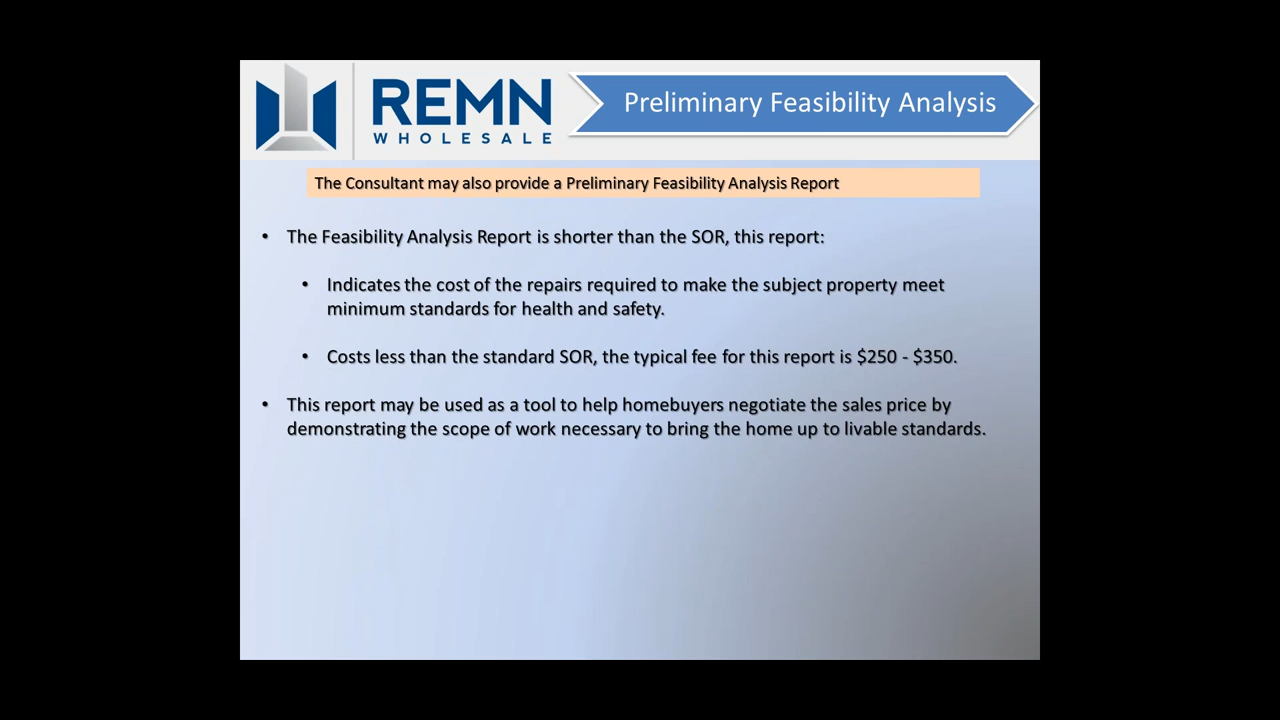 REMN
WHOLESALE
Preliminary Feasibility Analysis
The Consultant may also provide a Preliminary Feasibility Analysis Report
• The Feasibility Analysis Report is shorter than the SOR, this report:
• Indicates the cost of the repairs required to make the subject property meet
minimum standards for health and safety.
• Costs less than the standard SOR, the typical fee for this report is $250 - $350.
• This report may be used as a tool to help homebuyers negotiate the sales price by
demonstrating the scope of work necessary to bring the home up to livable standards.